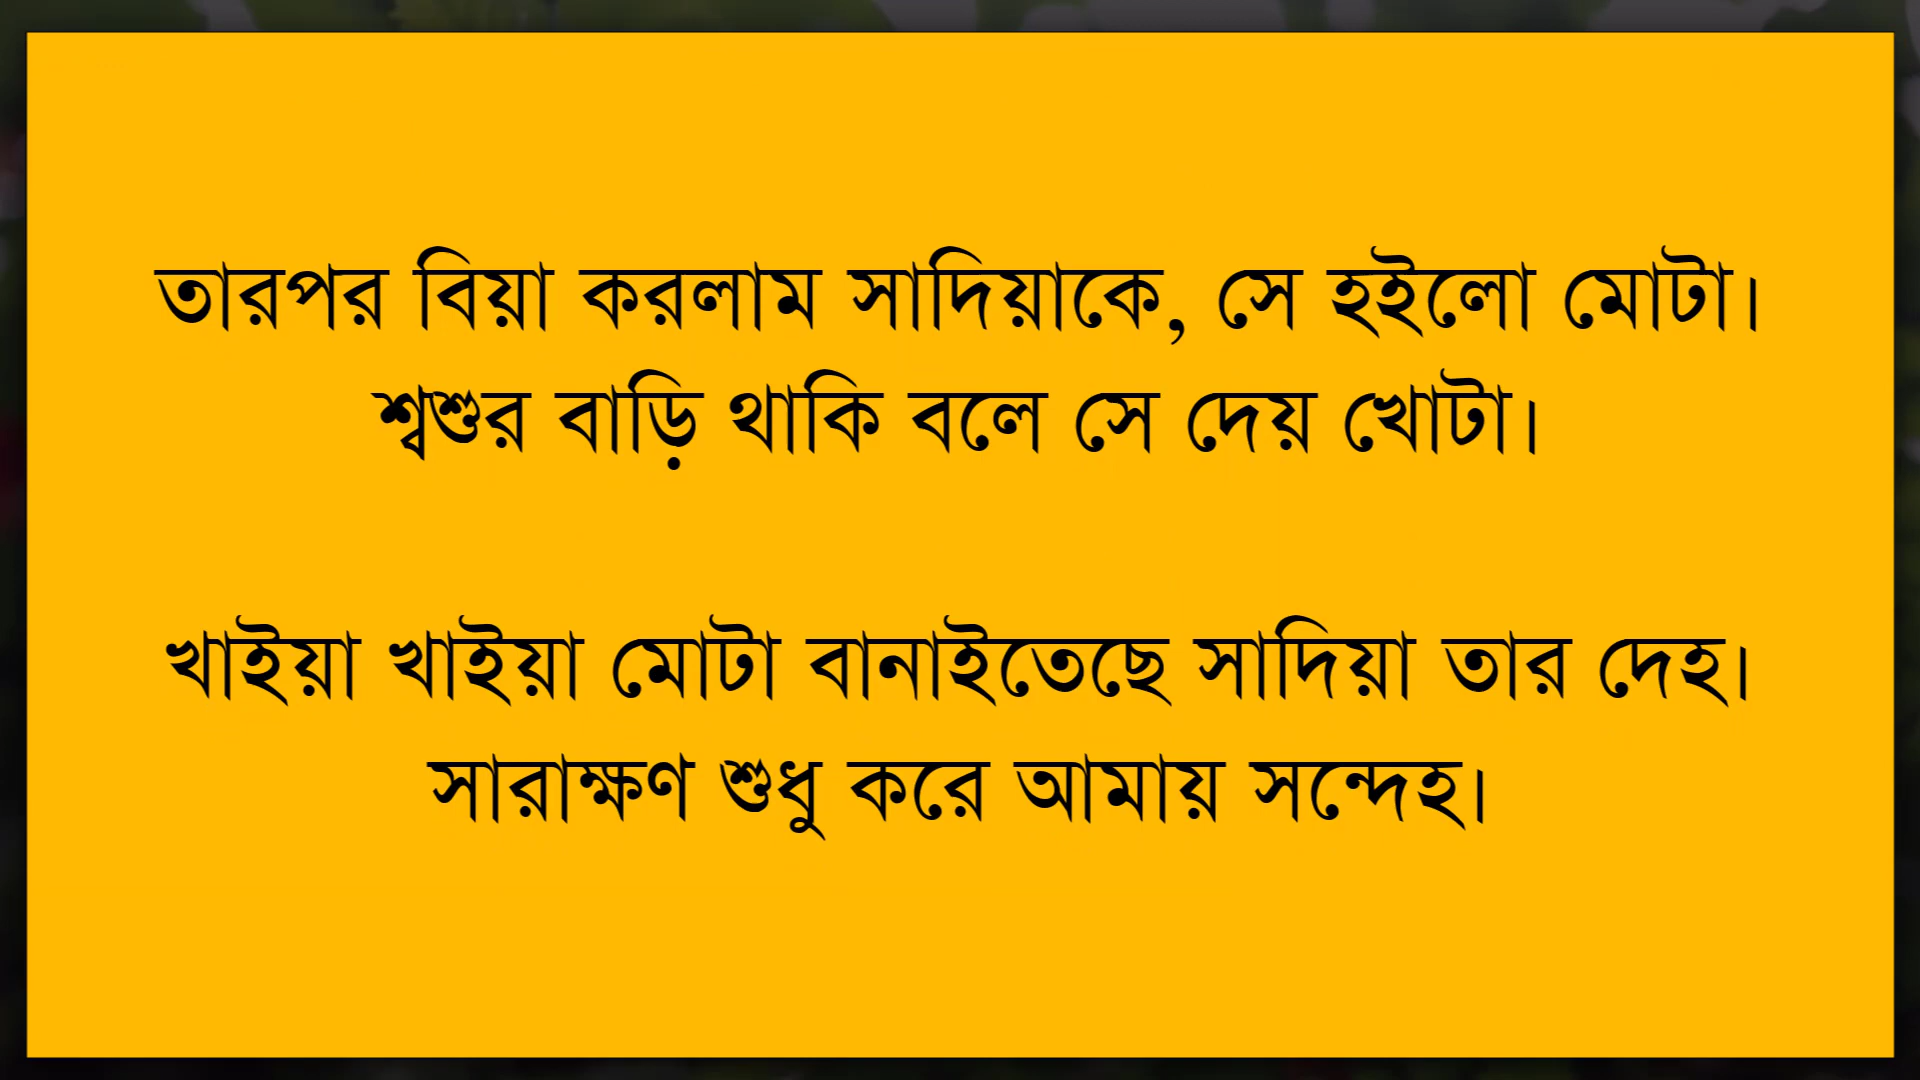 তারপর বিয়া করলাম সাদিয়াকে, সে হইলো মোটা।
শ্বশুর বাড়ি থাকি বলে সে দেয় খোটা।
খাইয়া খাইয়া মোটা বানাইতেছে সাদিয়া তার দেহ।
সারাক্ষণ শুধু করে আমায় সন্দেহ।